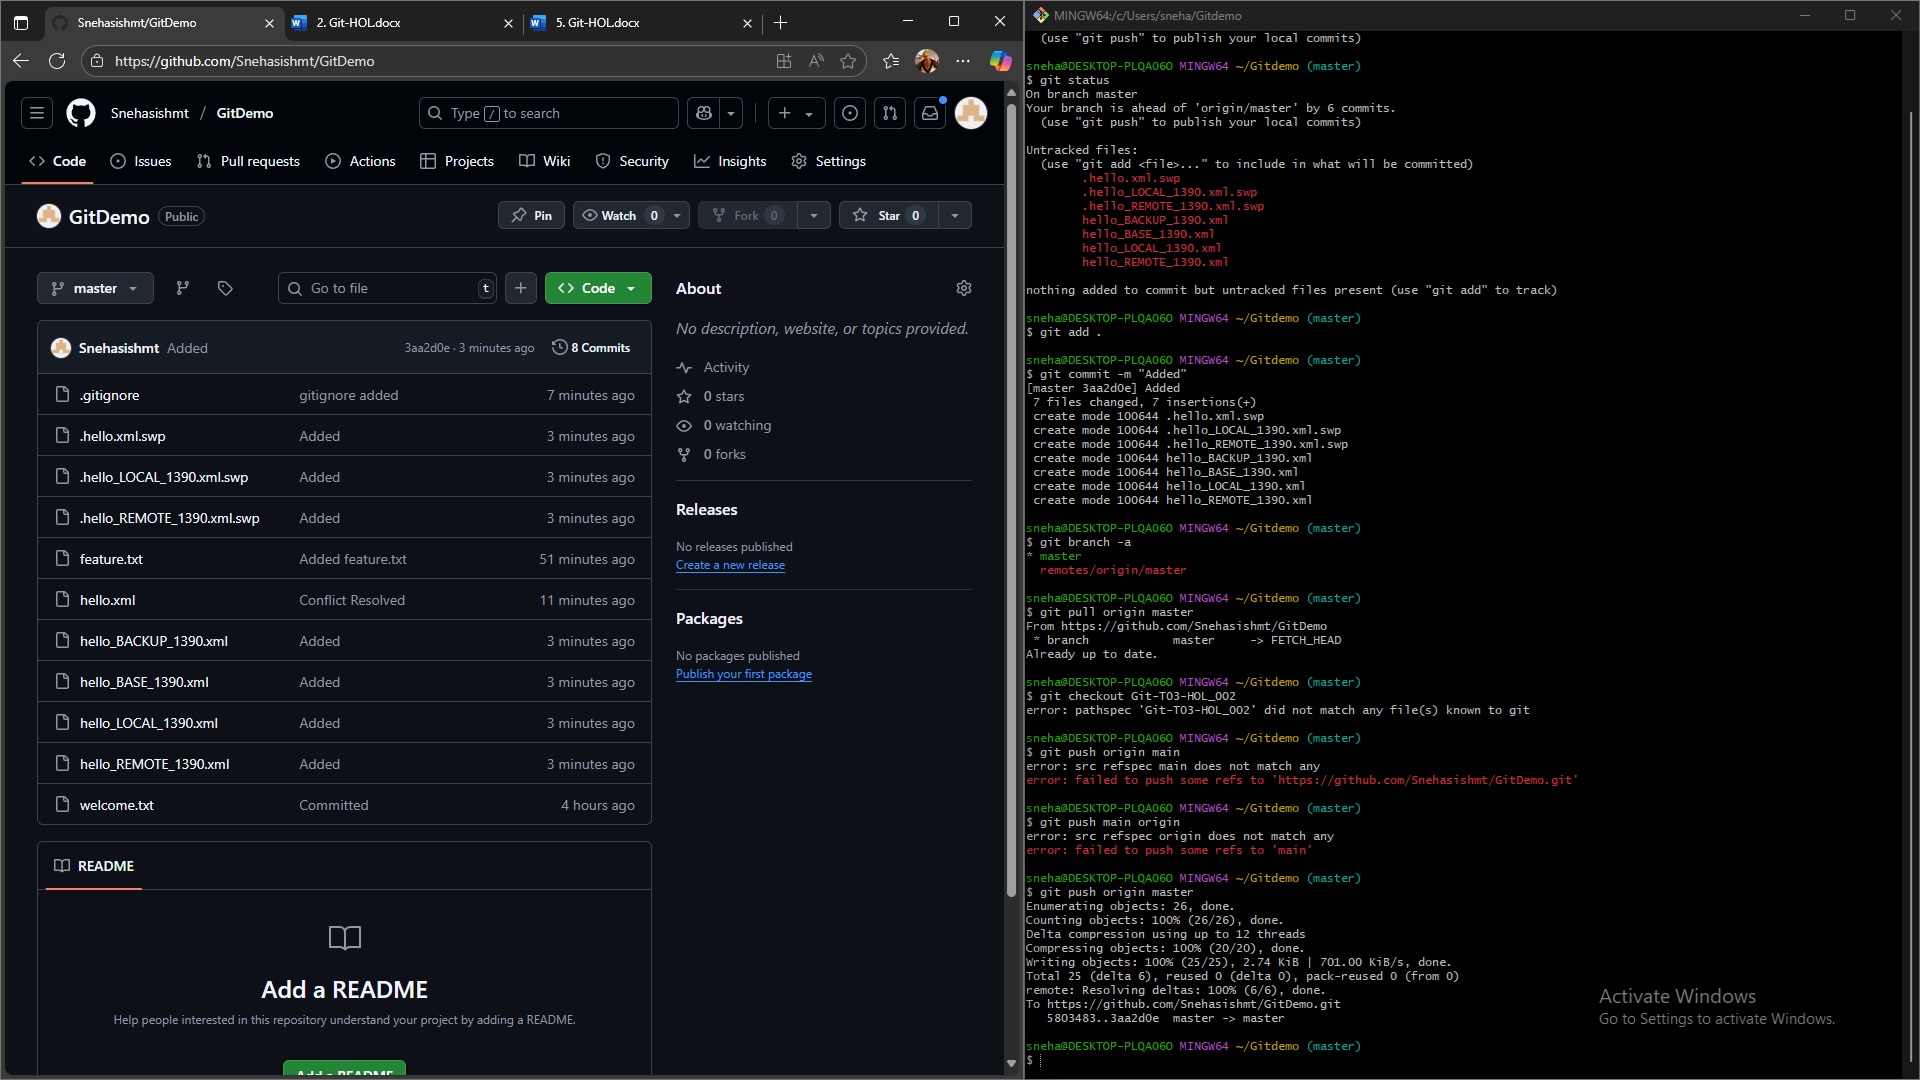 Snehasishmt/GitDemo
2. Git-HOL.docx
5. Git-HOL.docx
https://github.com/Snehasishmt/GitDemo
Snehasishmt / GitDemo
Type / to search
Code
Issues
Pull requests
Actions
Projects
Wiki
Security
Insights
Settings
GitDemo Public
Pin
Watch 0
Fork 0
Star 0
master
Go to file t
Code
Snehasishmt Added 3aa2d0e · 3 minutes ago 8 Commits
.gitignore gitignore added 7 minutes ago
.hello.xml.swp Added 3 minutes ago
.hello_LOCAL_1390.xml.swp Added 3 minutes ago
.hello_REMOTE_1390.xml.swp Added 3 minutes ago
feature.txt Added feature.txt 51 minutes ago
hello.xml Conflict Resolved 11 minutes ago
hello_BACKUP_1390.xml Added 3 minutes ago
hello_BASE_1390.xml Added 3 minutes ago
hello_LOCAL_1390.xml Added 3 minutes ago
hello_REMOTE_1390.xml Added 3 minutes ago
welcome.txt Committed 4 hours ago
README
Add a README
Help people interested in this repository understand your project by adding a README.
Add a README
About
No description, website, or topics provided.
Activity
0 stars
0 watching
0 forks
Releases
No releases published
Create a new release
Packages
No packages published
Publish your first package
MINGW64:/c/Users/sneha/Gitdemo
(use "git push" to publish your local commits)
sneha@DESKTOP-PLQA06O MINGW64 ~/Gitdemo (master)
$ git status
On branch master
Your branch is ahead of 'origin/master' by 6 commits.
(use "git push" to publish your local commits)
Untracked files:
(use "git add <file>..." to include in what will be committed)
.hello.xml.swp
.hello_LOCAL_1390.xml.swp
.hello_REMOTE_1390.xml.swp
hello_BACKUP_1390.xml
hello_BASE_1390.xml
hello_LOCAL_1390.xml
hello_REMOTE_1390.xml
nothing added to commit but untracked files present (use "git add" to track)
sneha@DESKTOP-PLQA06O MINGW64 ~/Gitdemo (master)
$ git add .
sneha@DESKTOP-PLQA06O MINGW64 ~/Gitdemo (master)
$ git commit -m "Added"
[master 3aa2d0e] Added
7 files changed, 7 insertions(+)
create mode 100644 .hello.xml.swp
create mode 100644 .hello_LOCAL_1390.xml.swp
create mode 100644 .hello_REMOTE_1390.xml.swp
create mode 100644 hello_BACKUP_1390.xml
create mode 100644 hello_BASE_1390.xml
create mode 100644 hello_LOCAL_1390.xml
create mode 100644 hello_REMOTE_1390.xml
sneha@DESKTOP-PLQA06O MINGW64 ~/Gitdemo (master)
$ git branch -a
* master
remotes/origin/master
sneha@DESKTOP-PLQA06O MINGW64 ~/Gitdemo (master)
$ git pull origin master
From https://github.com/Snehasishmt/GitDemo
* branch master -> FETCH_HEAD
Already up to date.
sneha@DESKTOP-PLQA06O MINGW64 ~/Gitdemo (master)
$ git checkout Git-T03-HOL_002
error: pathspec 'Git-T03-HOL_002' did not match any file(s) known to git
sneha@DESKTOP-PLQA06O MINGW64 ~/Gitdemo (master)
$ git push origin main
error: src refspec main does not match any
error: failed to push some refs to 'https://github.com/Snehasishmt/GitDemo.git'
sneha@DESKTOP-PLQA06O MINGW64 ~/Gitdemo (master)
$ git push main origin
error: src refspec origin does not match any
error: failed to push some refs to 'main'
sneha@DESKTOP-PLQA06O MINGW64 ~/Gitdemo (master)
$ git push origin master
Enumerating objects: 26, done.
Counting objects: 100% (26/26), done.
Delta compression using up to 12 threads
Compressing objects: 100% (20/20), done.
Writing objects: 100% (25/25), 2.74 KiB | 701.00 KiB/s, done.
Total 25 (delta 6), reused 0 (delta 0), pack-reused 0 (from 0)
remote: Resolving deltas: 100% (6/6), done.
To https://github.com/Snehasishmt/GitDemo.git
5803483..3aa2d0e master -> master
sneha@DESKTOP-PLQA06O MINGW64 ~/Gitdemo (master)
$
Activate Windows
Go to Settings to activate Windows.